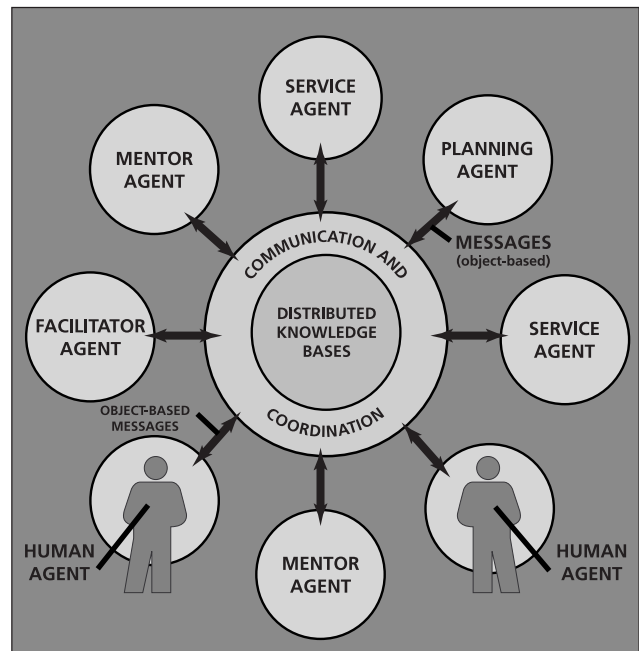 SERVICE
AGENT
MENTOR
AGENT
PLANNING
AGENT
COMMUNICATION AND
MESSAGES
(object-based)
DISTRIBUTED
KNOWLEDGE
BASES
FACILITATOR
AGENT
SERVICE
AGENT
COORDINATION
OBJECT-BASED
MESSAGES
HUMAN
AGENT
MENTOR
AGENT
HUMAN
AGENT